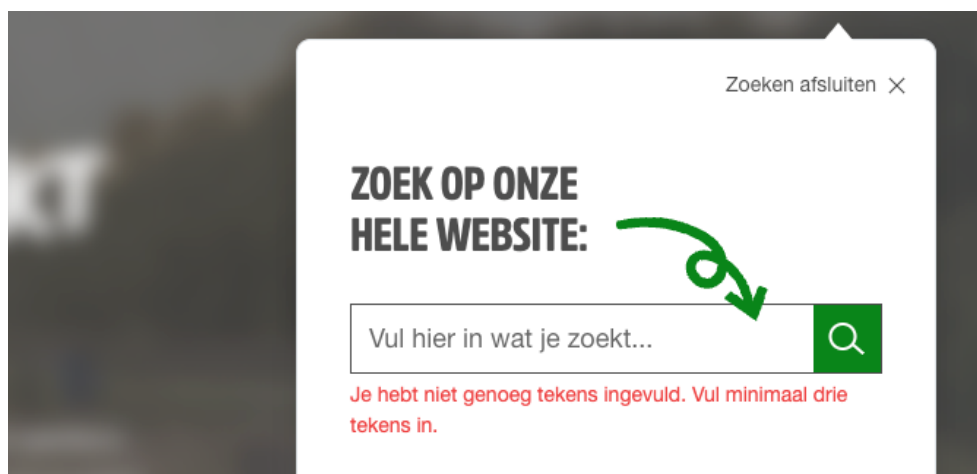 Zoeken afsluiten
ZOEK OP ONZE
HELE WEBSITE:
Vul hier in wat je zoekt...
Je hebt niet genoeg tekens ingevuld. Vul minimaal drie
tekens in.